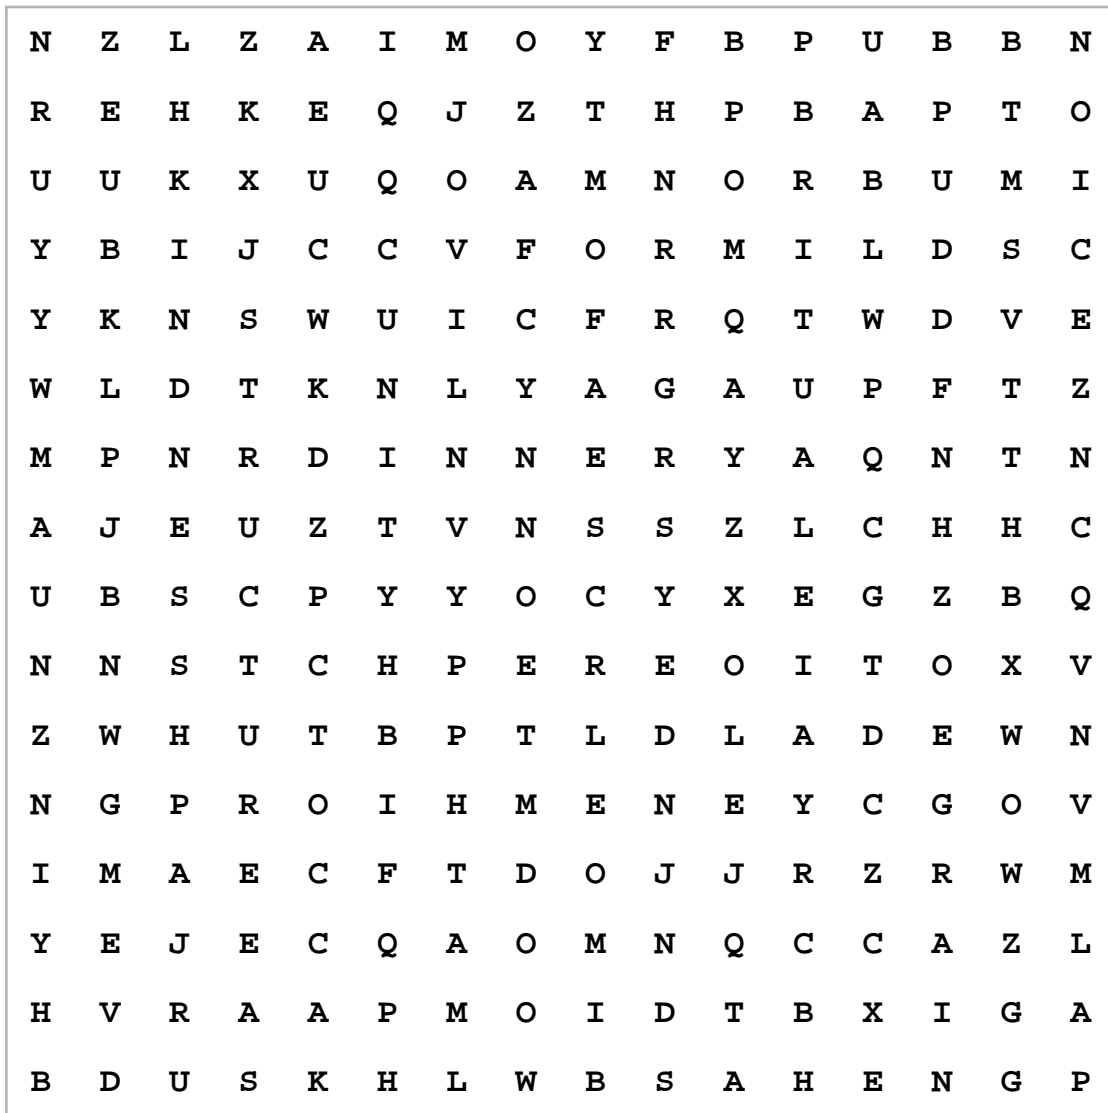 N Z L Z A I M O Y F B P U B B N
R E H K E Q J Z T H P B A P T O
U U K X U Q O A M N O R B U M I
Y B I J C C V F O R M I L D S C
Y K N S W U I C F R Q T W D V E
W L D T K N L Y A G A U P F T Z
M P N R D I N N E R Y A Q N T N
A J E U Z T V N S S Z L C H H C
U B S C P Y Y O C Y X E G Z B Q
N N S T C H P E R E O I T O X V
Z W H U T B P T L D L A D E W N
N G P R O I H M E N E Y C G O V
I M A E C F T D O J J R Z R W M
Y E J E C Q A O M N Q C C A Z L
H V R A A P M O I D T B X I G A
B D U S K H L W B S A H E N G P